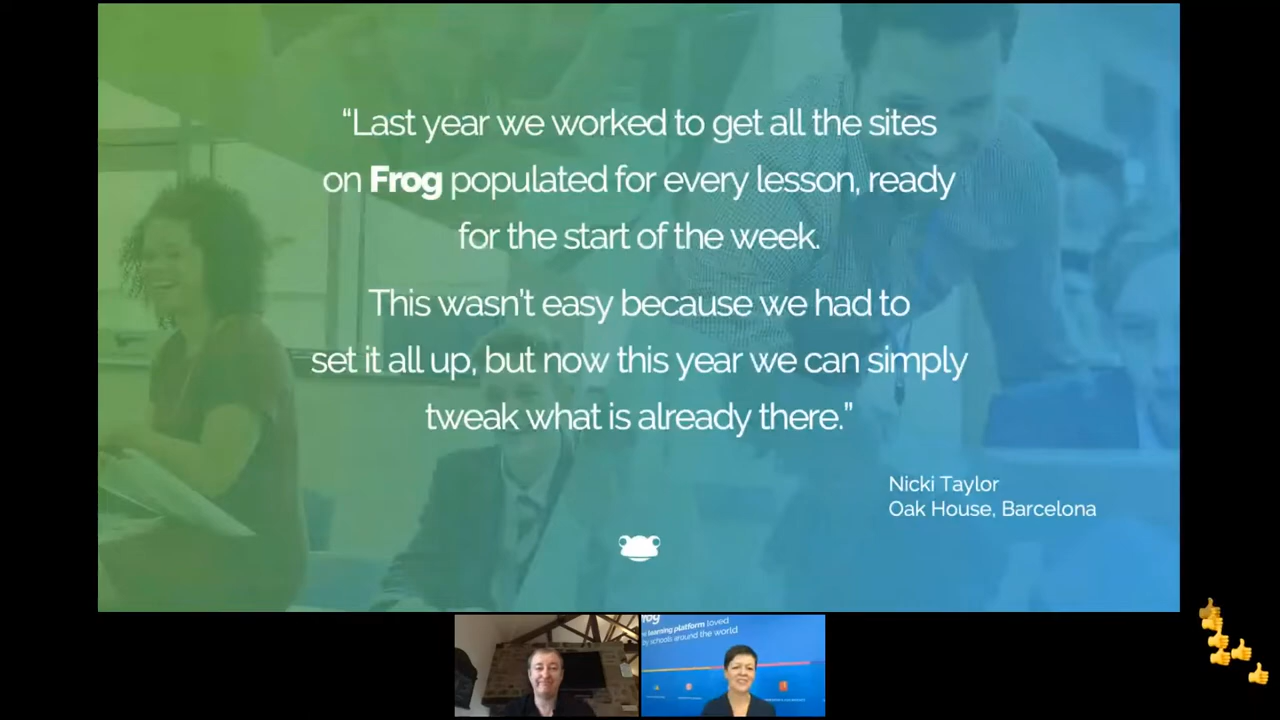 “Last year we worked to get all the sites
on Frog populated for every lesson, ready
for the start of the week.
This wasn’t easy because we had to
set it all up, but now this year we can simply
tweak what is already there.”
Nicki Taylor
Oak House, Barcelona
learning platform loved
by schools around the world